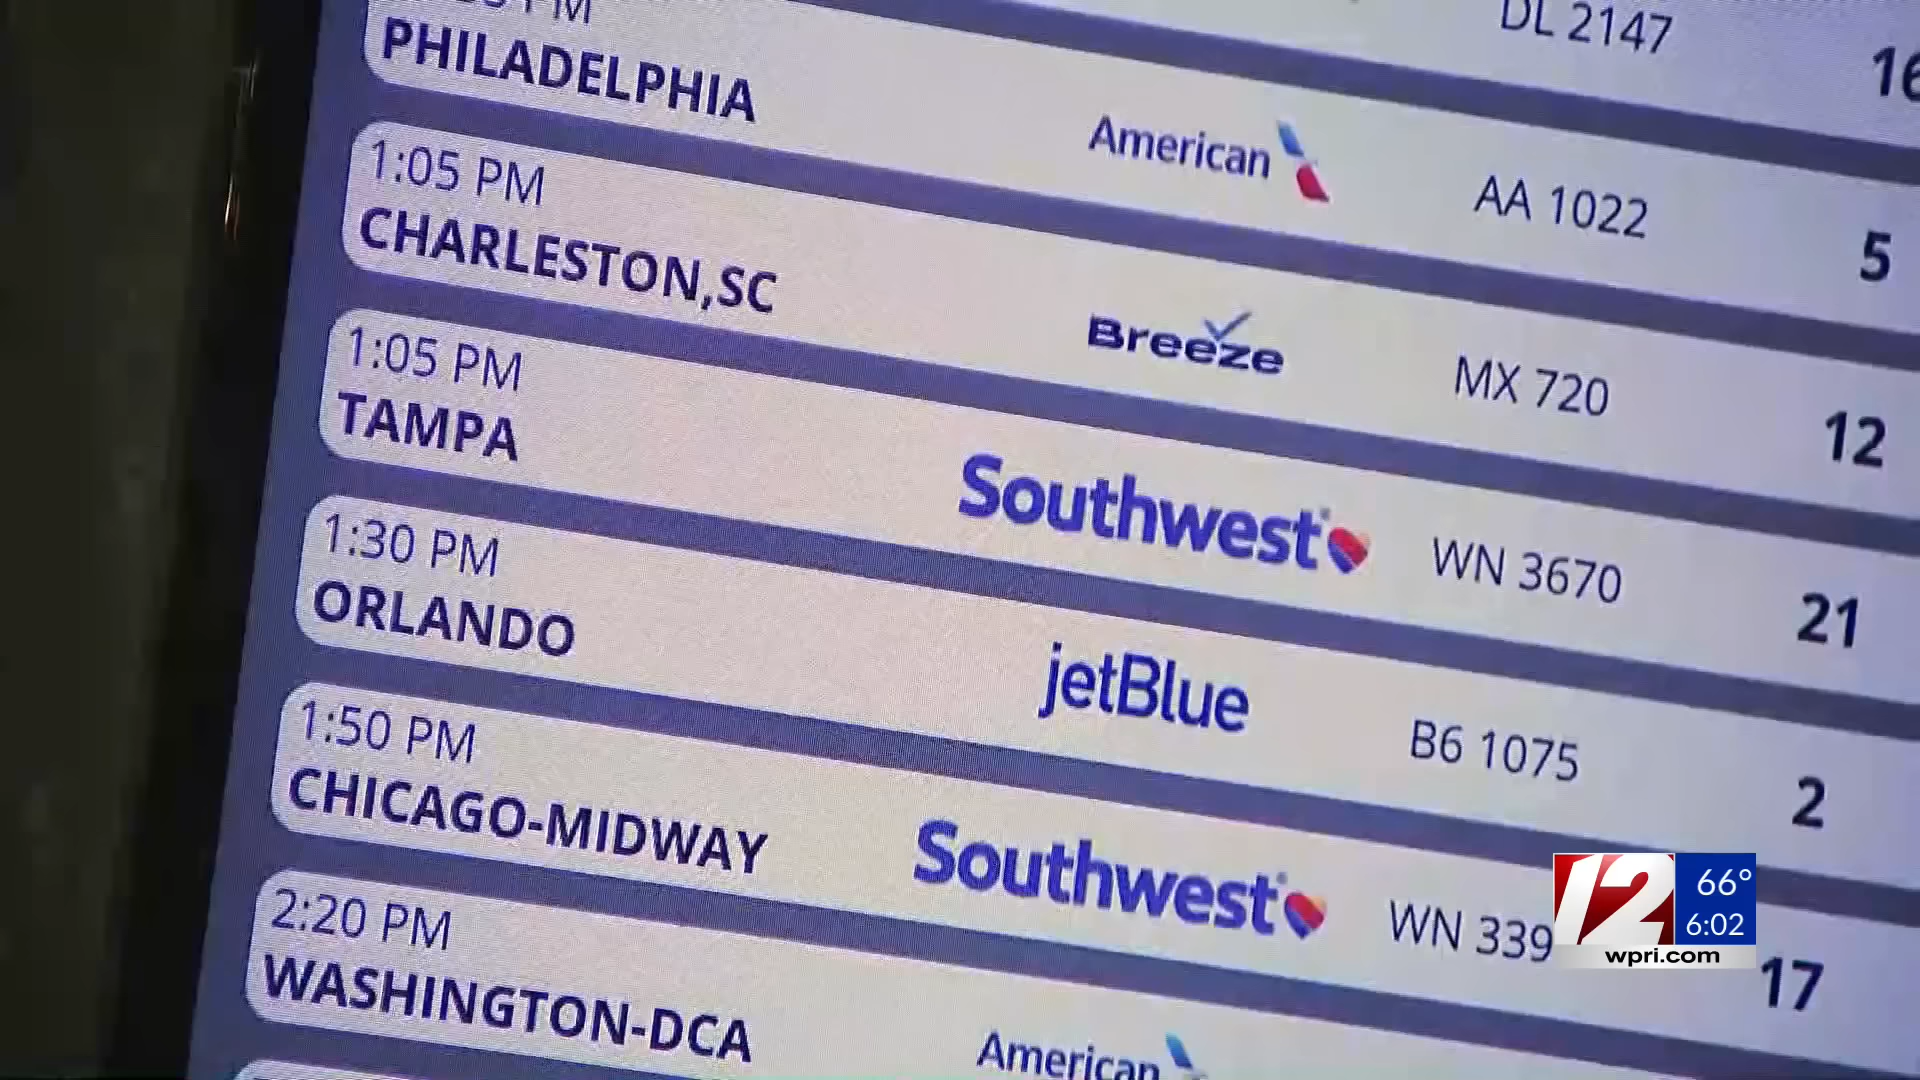 DL 2147
PHILADELPHIA American AA 1022 5
1:05 PM
CHARLESTON,SC Breeze MX 720 12
1:05 PM
TAMPA Southwest WN 3670 21
1:30 PM
ORLANDO jetBlue B6 1075 2
1:50 PM
CHICAGO-MIDWAY Southwest WN 339 17
2:20 PM
WASHINGTON-DCA American
12 66°
6:02
wpri.com